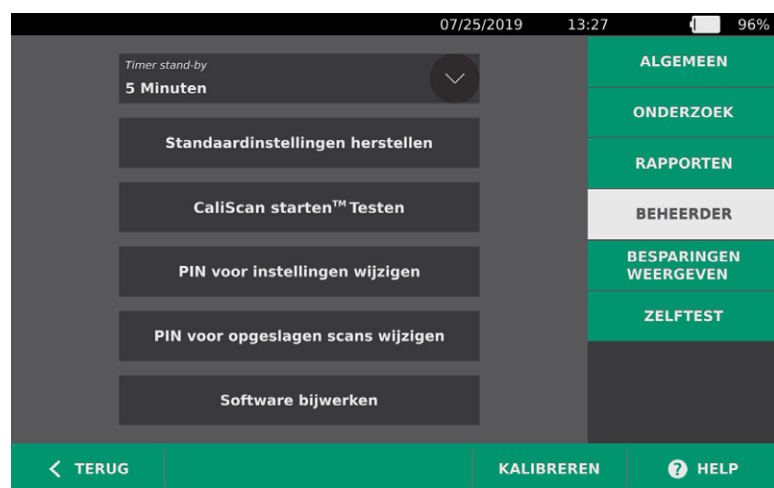 07/25/2019 13:27 96%
Timer stand-by
5 Minuten
Standaardinstellingen herstellen
CaliScan starten™ Testen
PIN voor instellingen wijzigen
PIN voor opgeslagen scans wijzigen
Software bijwerken
ALGEMEEN
ONDERZOEK
RAPPORTEN
BEHEERDER
BESPARINGEN
WEERGEVEN
ZELFTEST
TERUG
KALIBREREN
? HELP